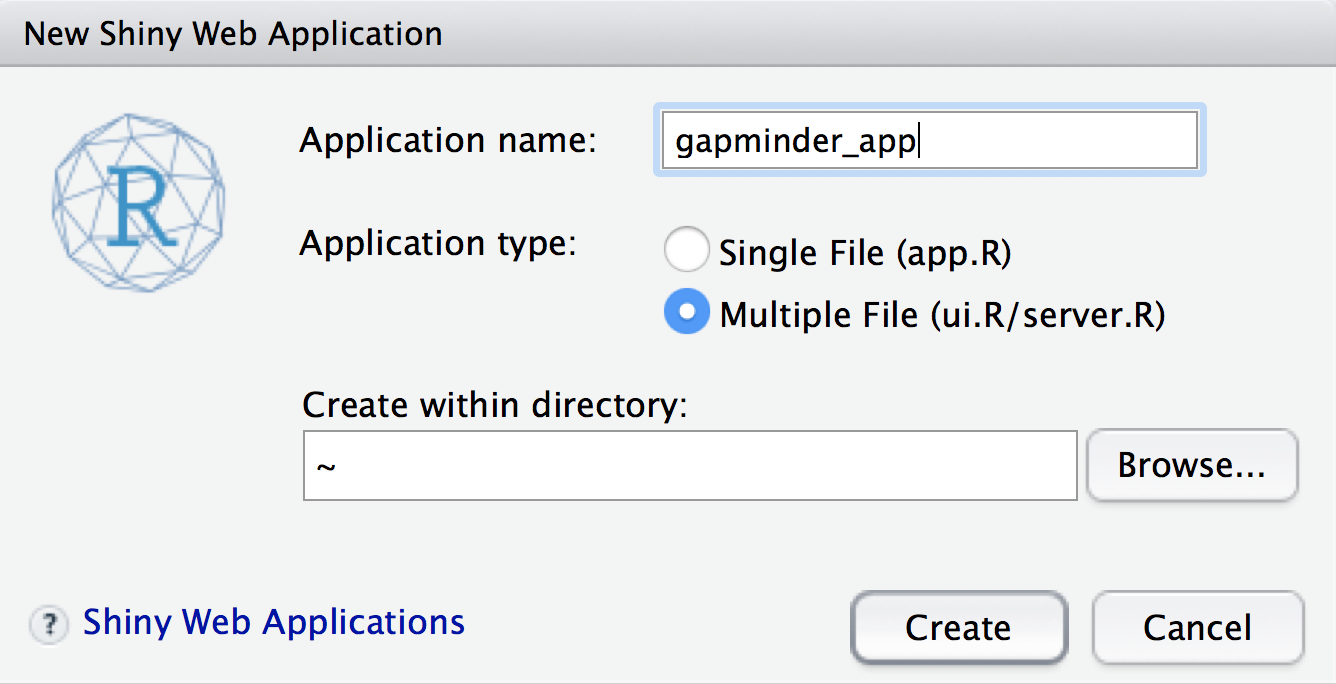 New Shiny Web Application
R
Application name: gapminder_app
Application type: Single File (app.R)
Multiple File (ui.R/server.R)
Create within directory:
~ Browse...
? Shiny Web Applications Create Cancel